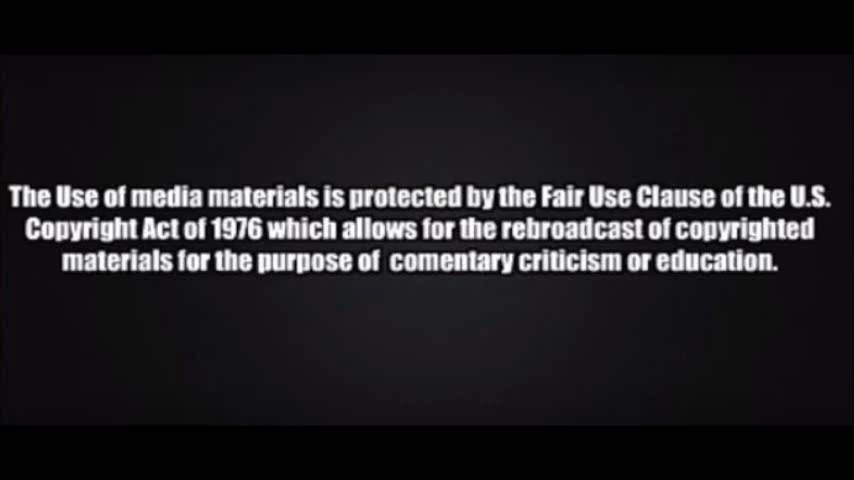 The Use of media materials is protected by the Fair Use Clause of the U.S.
Copyright Act of 1976 which allows for the rebroadcast of copyrighted
materials for the purpose of comentary criticism or education.